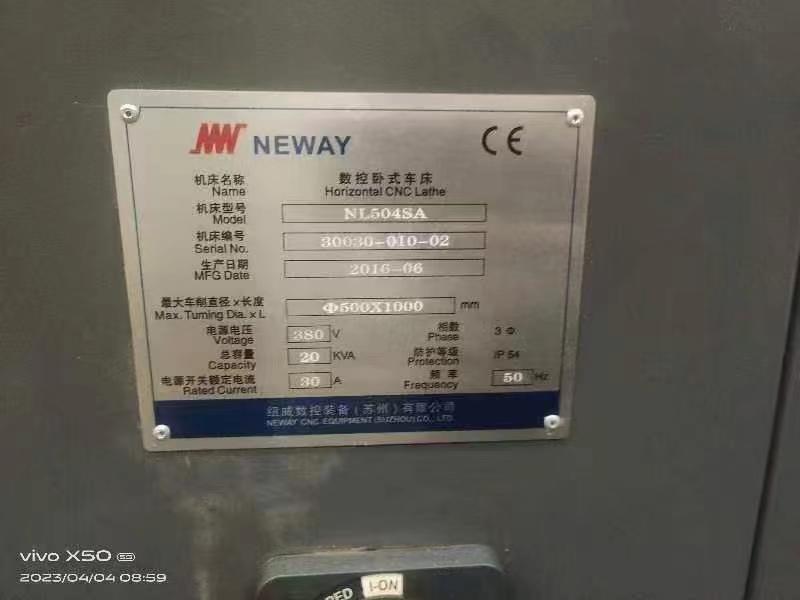 NEWAY CE
数控卧式车床
机床名称
Name Horizontal CNC Lathe
机床型号
Model NL504SA
机床编号
Serial No. 30030-010-02
生产日期
MFG Date 2016-06
最大车削直径×长度
Max. Turning Dia. x L Φ500X1000 mm
电源电压 相数
Voltage 380 V Phase 3 Φ
总容量 防护等级
Capacity 20 KVA Protection IP 54
电源开关额定电流 频率
Rated Current 30 A Frequency 50 Hz
纽威数控装备(苏州)有限公司
NEWAY CNC EQUIPMENT (SUZHOU) CO., LTD.
I-ON
vivo X50 5G
2023/04/04 08:59